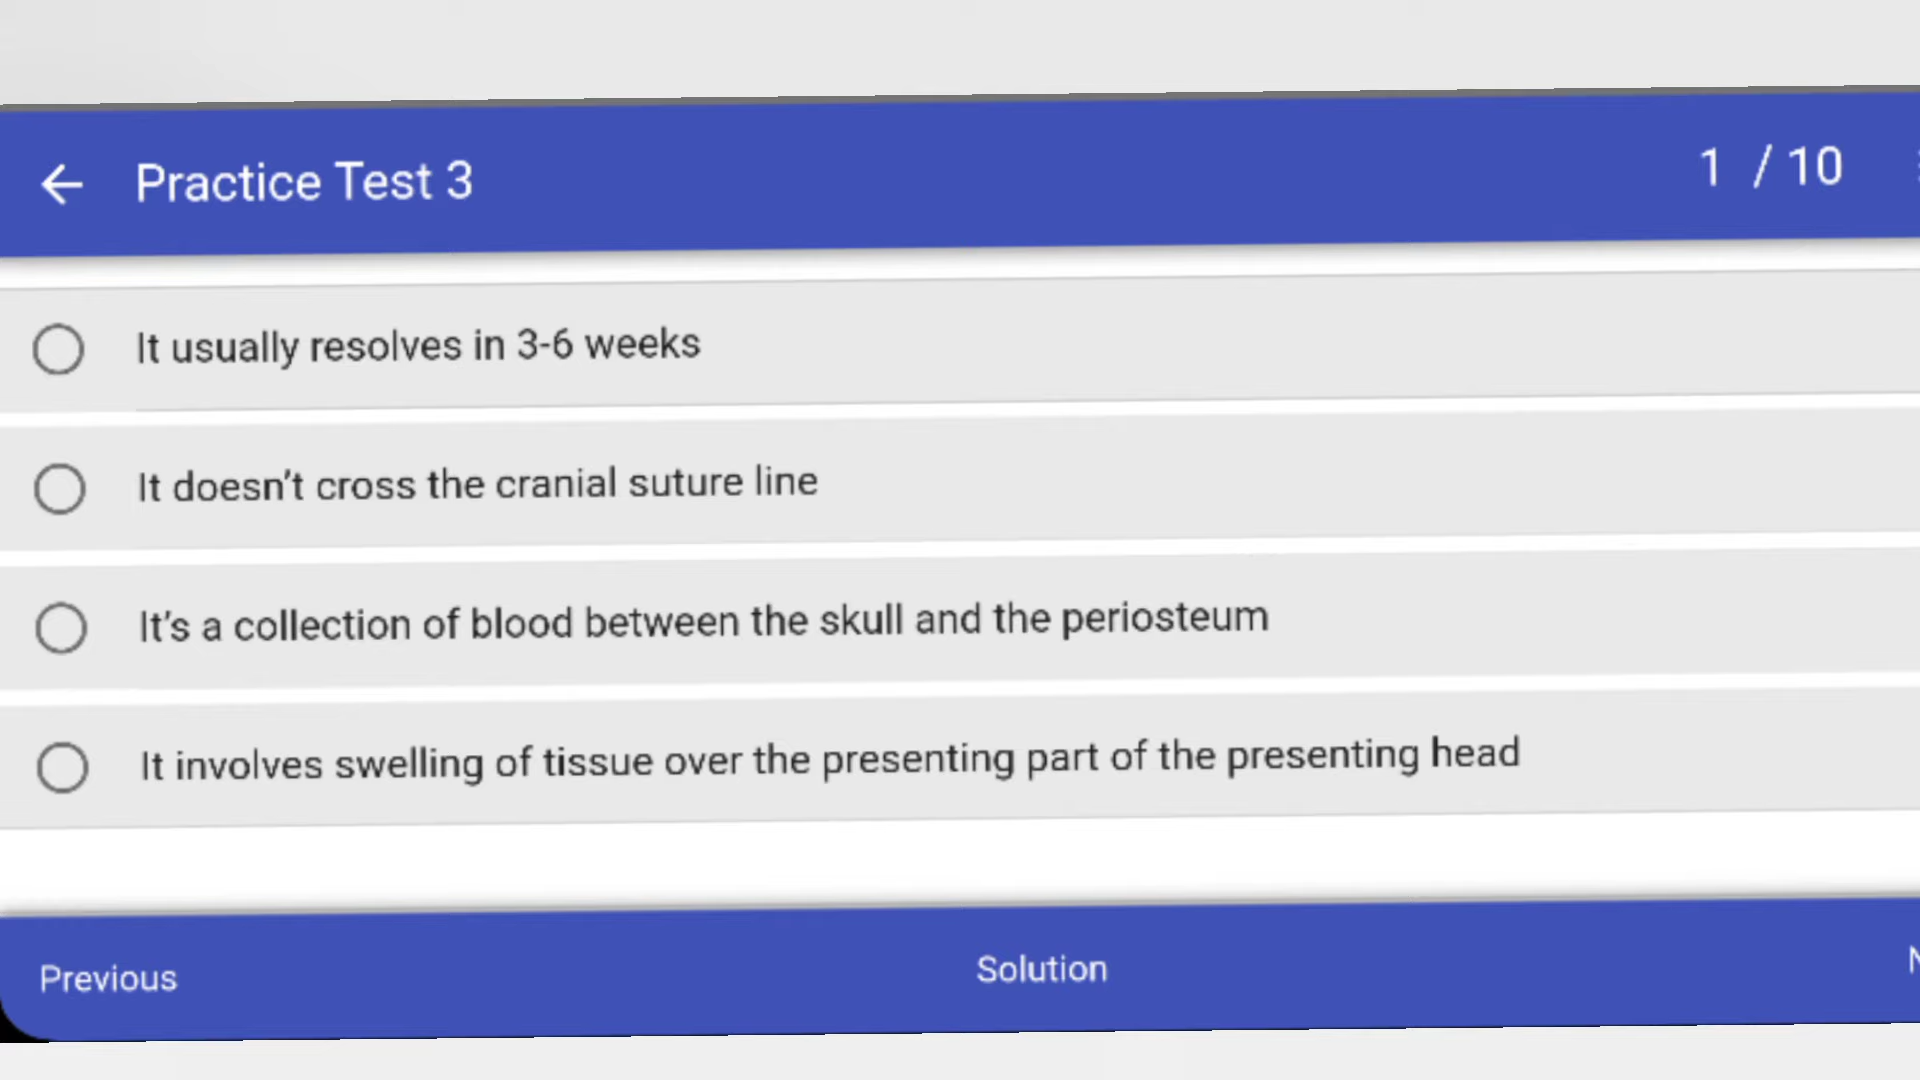 Practice Test 3
1 / 10
It usually resolves in 3-6 weeks
It doesn't cross the cranial suture line
It's a collection of blood between the skull and the periosteum
It involves swelling of tissue over the presenting part of the presenting head
Previous
Solution